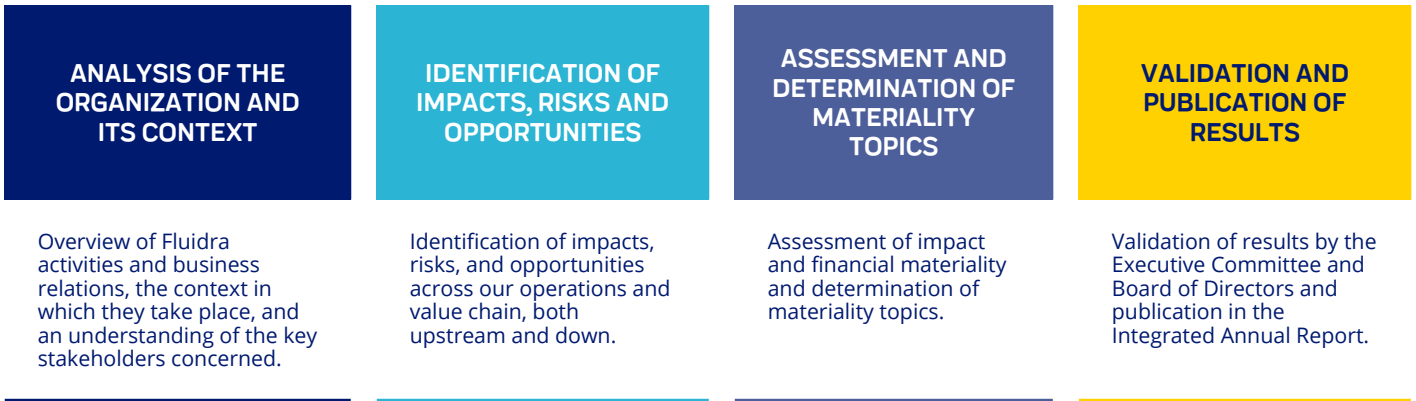 ANALYSIS OF THE
ORGANIZATION AND
ITS CONTEXT
Overview of Fluidra
activities and business
relations, the context in
which they take place, and
an understanding of the key
stakeholders concerned.
IDENTIFICATION OF
IMPACTS, RISKS AND
OPPORTUNITIES
Identification of impacts,
risks, and opportunities
across our operations and
value chain, both
upstream and down.
ASSESSMENT AND
DETERMINATION OF
MATERIALITY
TOPICS
Assessment of impact
and financial materiality
and determination of
materiality topics.
VALIDATION AND
PUBLICATION OF
RESULTS
Validation of results by the
Executive Committee and
Board of Directors and
publication in the
Integrated Annual Report.